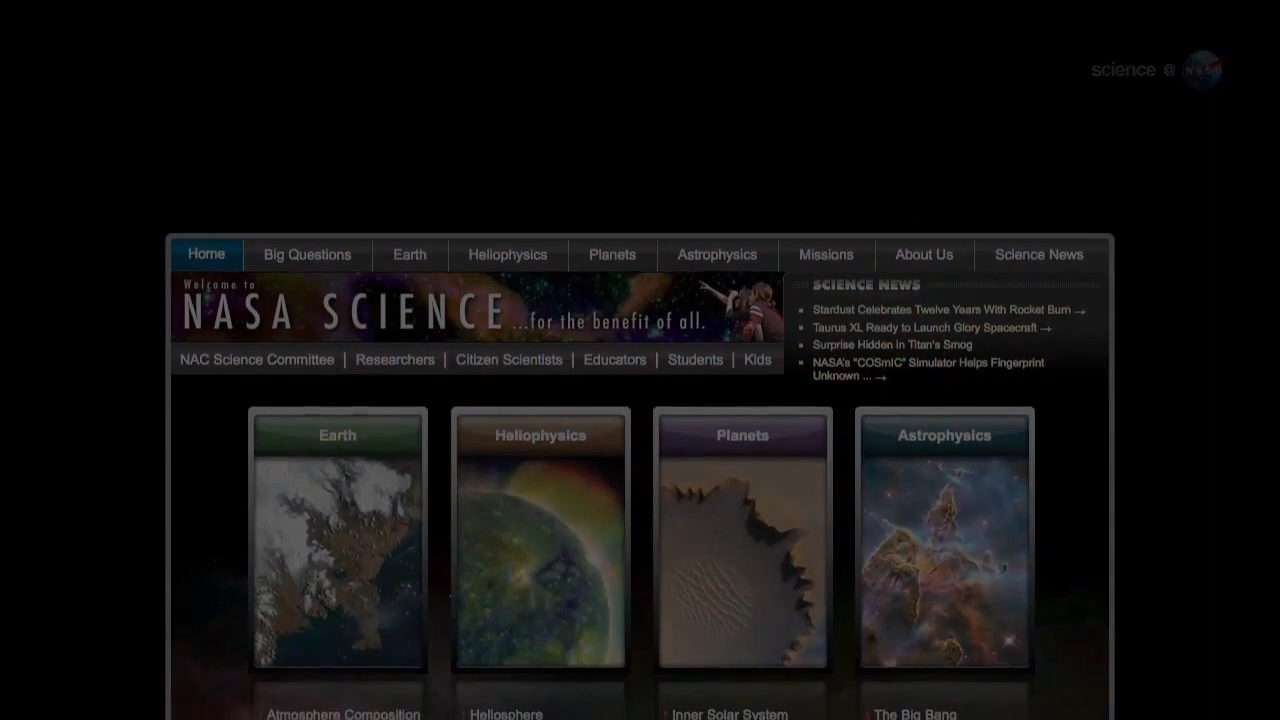 science @ NASA
Home Big Questions Earth Heliophysics Planets Astrophysics Missions About Us Science News
Welcome to
NASA SCIENCE ...for the benefit of all.
NAC Science Committee | Researchers | Citizen Scientists | Educators | Students | Kids
SCIENCE NEWS
Stardust Celebrates Twelve Years With Rocket Burn →
Taurus XL Ready to Launch Glory Spacecraft →
Surprise Hidden in Titan's Smog
NASA's "COSmIC" Simulator Helps Fingerprint
Unknown ... →
Earth Heliophysics Planets Astrophysics
Atmosphere Composition Heliosphere Inner Solar System The Big Bang